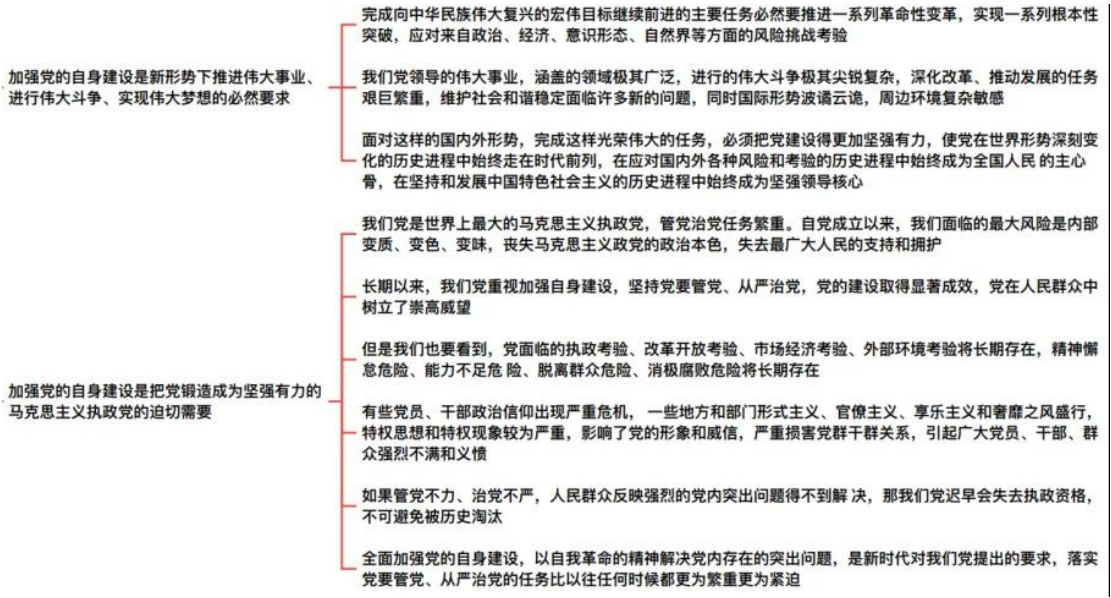 加强党的自身建设是新形势下推进伟大事业、
进行伟大斗争、实现伟大梦想的必然要求
完成向中华民族伟大复兴的宏伟目标继续前进的主要任务必然要推进一系列革命性变革，实现一系列根本性
突破，应对来自政治、经济、意识形态、自然界等方面的风险挑战考验
我们党领导的伟大事业，涵盖的领域极其广泛，进行的伟大斗争极其尖锐复杂，深化改革、推动发展的任务
艰巨繁重，维护社会和谐稳定面临许多新的问题，同时国际形势波谲云诡，周边环境复杂敏感
面对这样的国内外形势，完成这样光荣伟大的任务，必须把党建设得更加坚强有力，使党在世界形势深刻变
化的历史进程中始终走在时代前列，在应对国内外各种风险和考验的历史进程中始终成为全国人民 的主心
骨，在坚持和发展中国特色社会主义的历史进程中始终成为坚强领导核心
加强党的自身建设是把党锻造成为坚强有力的
马克思主义执政党的迫切需要
我们党是世界上最大的马克思主义执政党，管党治党任务繁重。自党成立以来，我们面临的最大风险是内部
变质、变色、变味，丧失马克思主义政党的政治本色，失去最广大人民的支持和拥护
长期以来，我们党重视加强自身建设，坚持党要管党、从严治党，党的建设取得显著成效，党在人民群众中
树立了崇高威望
但是我们也要看到，党面临的执政考验、改革开放考验、市场经济考验、外部环境考验将长期存在，精神懈
怠危险、能力不足危 险、脱离群众危险、消极腐败危险将长期存在
有些党员、干部政治信仰出现严重危机， 一些地方和部门形式主义、官僚主义、享乐主义和奢靡之风盛行，
特权思想和特权现象较为严重，影响了党的形象和威信，严重损害党群干群关系，引起广大党员、干部、群
众强烈不满和义愤
如果管党不力、治党不严，人民群众反映强烈的党内突出问题得不到解 决，那我们党迟早会失去执政资格，
不可避免被历史淘汰
全面加强党的自身建设，以自我革命的精神解决党内存在的突出问题，是新时代对我们党提出的要求，落实
党要管党、从严治党的任务比以往任何时候都更为繁重更为紧迫